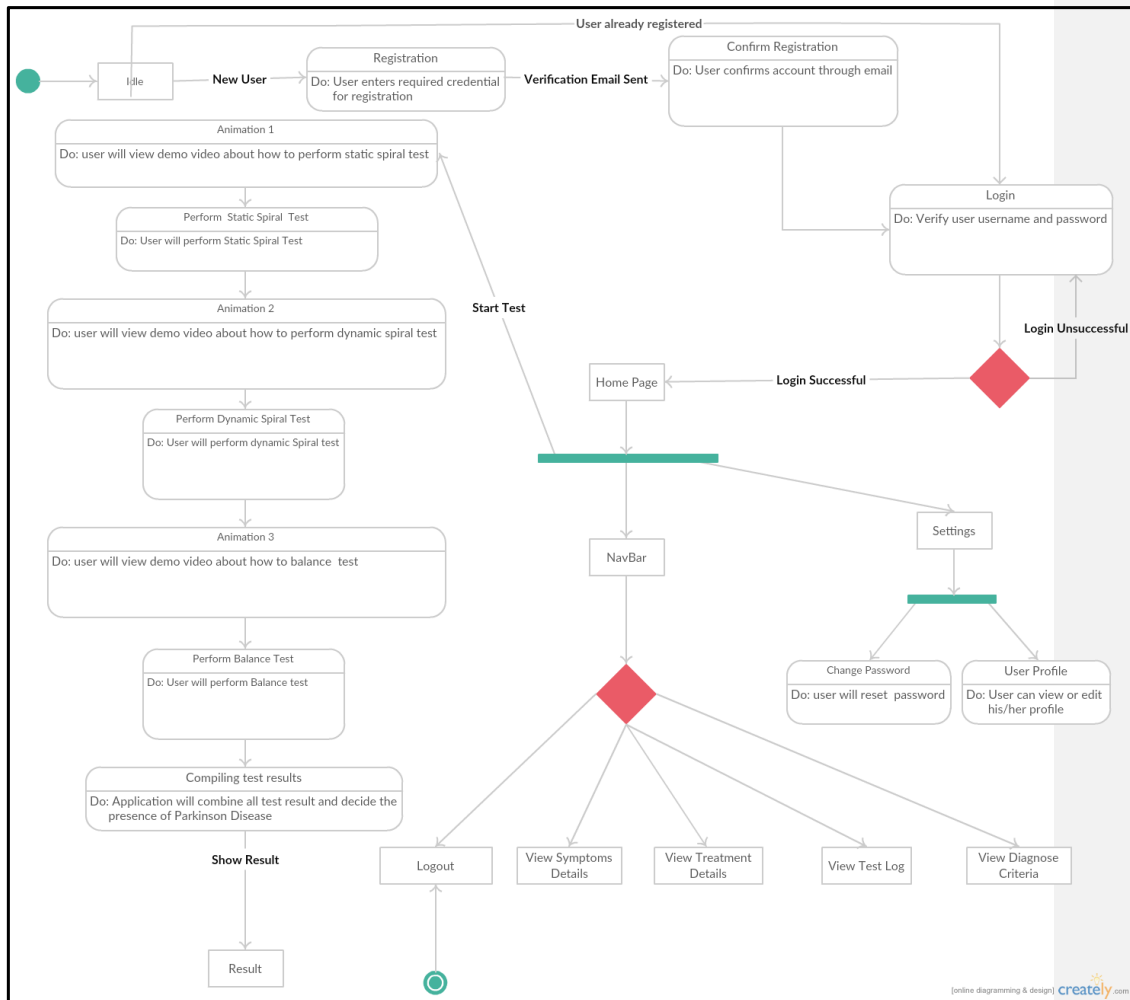 User already registered
Idle
New User
Registration
Do: User enters required credential
for registration
Verification Email Sent
Confirm Registration
Do: User confirms account through email
Animation 1
Do: user will view demo video about how to perform static spiral test
Perform Static Spiral Test
Do: User will perform Static Spiral Test
Animation 2
Do: user will view demo video about how to perform dynamic spiral test
Perform Dynamic Spiral Test
Do: User will perform dynamic Spiral test
Animation 3
Do: user will view demo video about how to balance test
Perform Balance Test
Do: User will perform Balance test
Compiling test results
Do: Application will combine all test result and decide the
presence of Parkinson Disease
Show Result
Result
Start Test
Login
Do: Verify user username and password
Login Unsuccessful
Login Successful
Home Page
NavBar
Settings
Change Password
Do: user will reset password
User Profile
Do: User can view or edit
his/her profile
Logout
View Symptoms
Details
View Treatment
Details
View Test Log
View Diagnose
Criteria
[online diagramming & design] creately.com